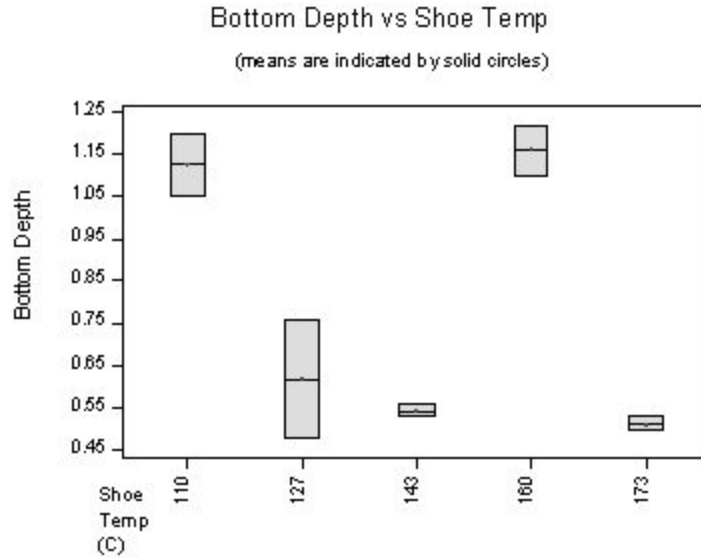 Bottom Depth vs Shoe Temp
(means are indicated by solid circles)
1.25
1.15
1.05
0.95
0.85
0.75
0.65
0.55
0.45
Bottom Depth
110
127
143
160
173
Shoe
Temp
(C)